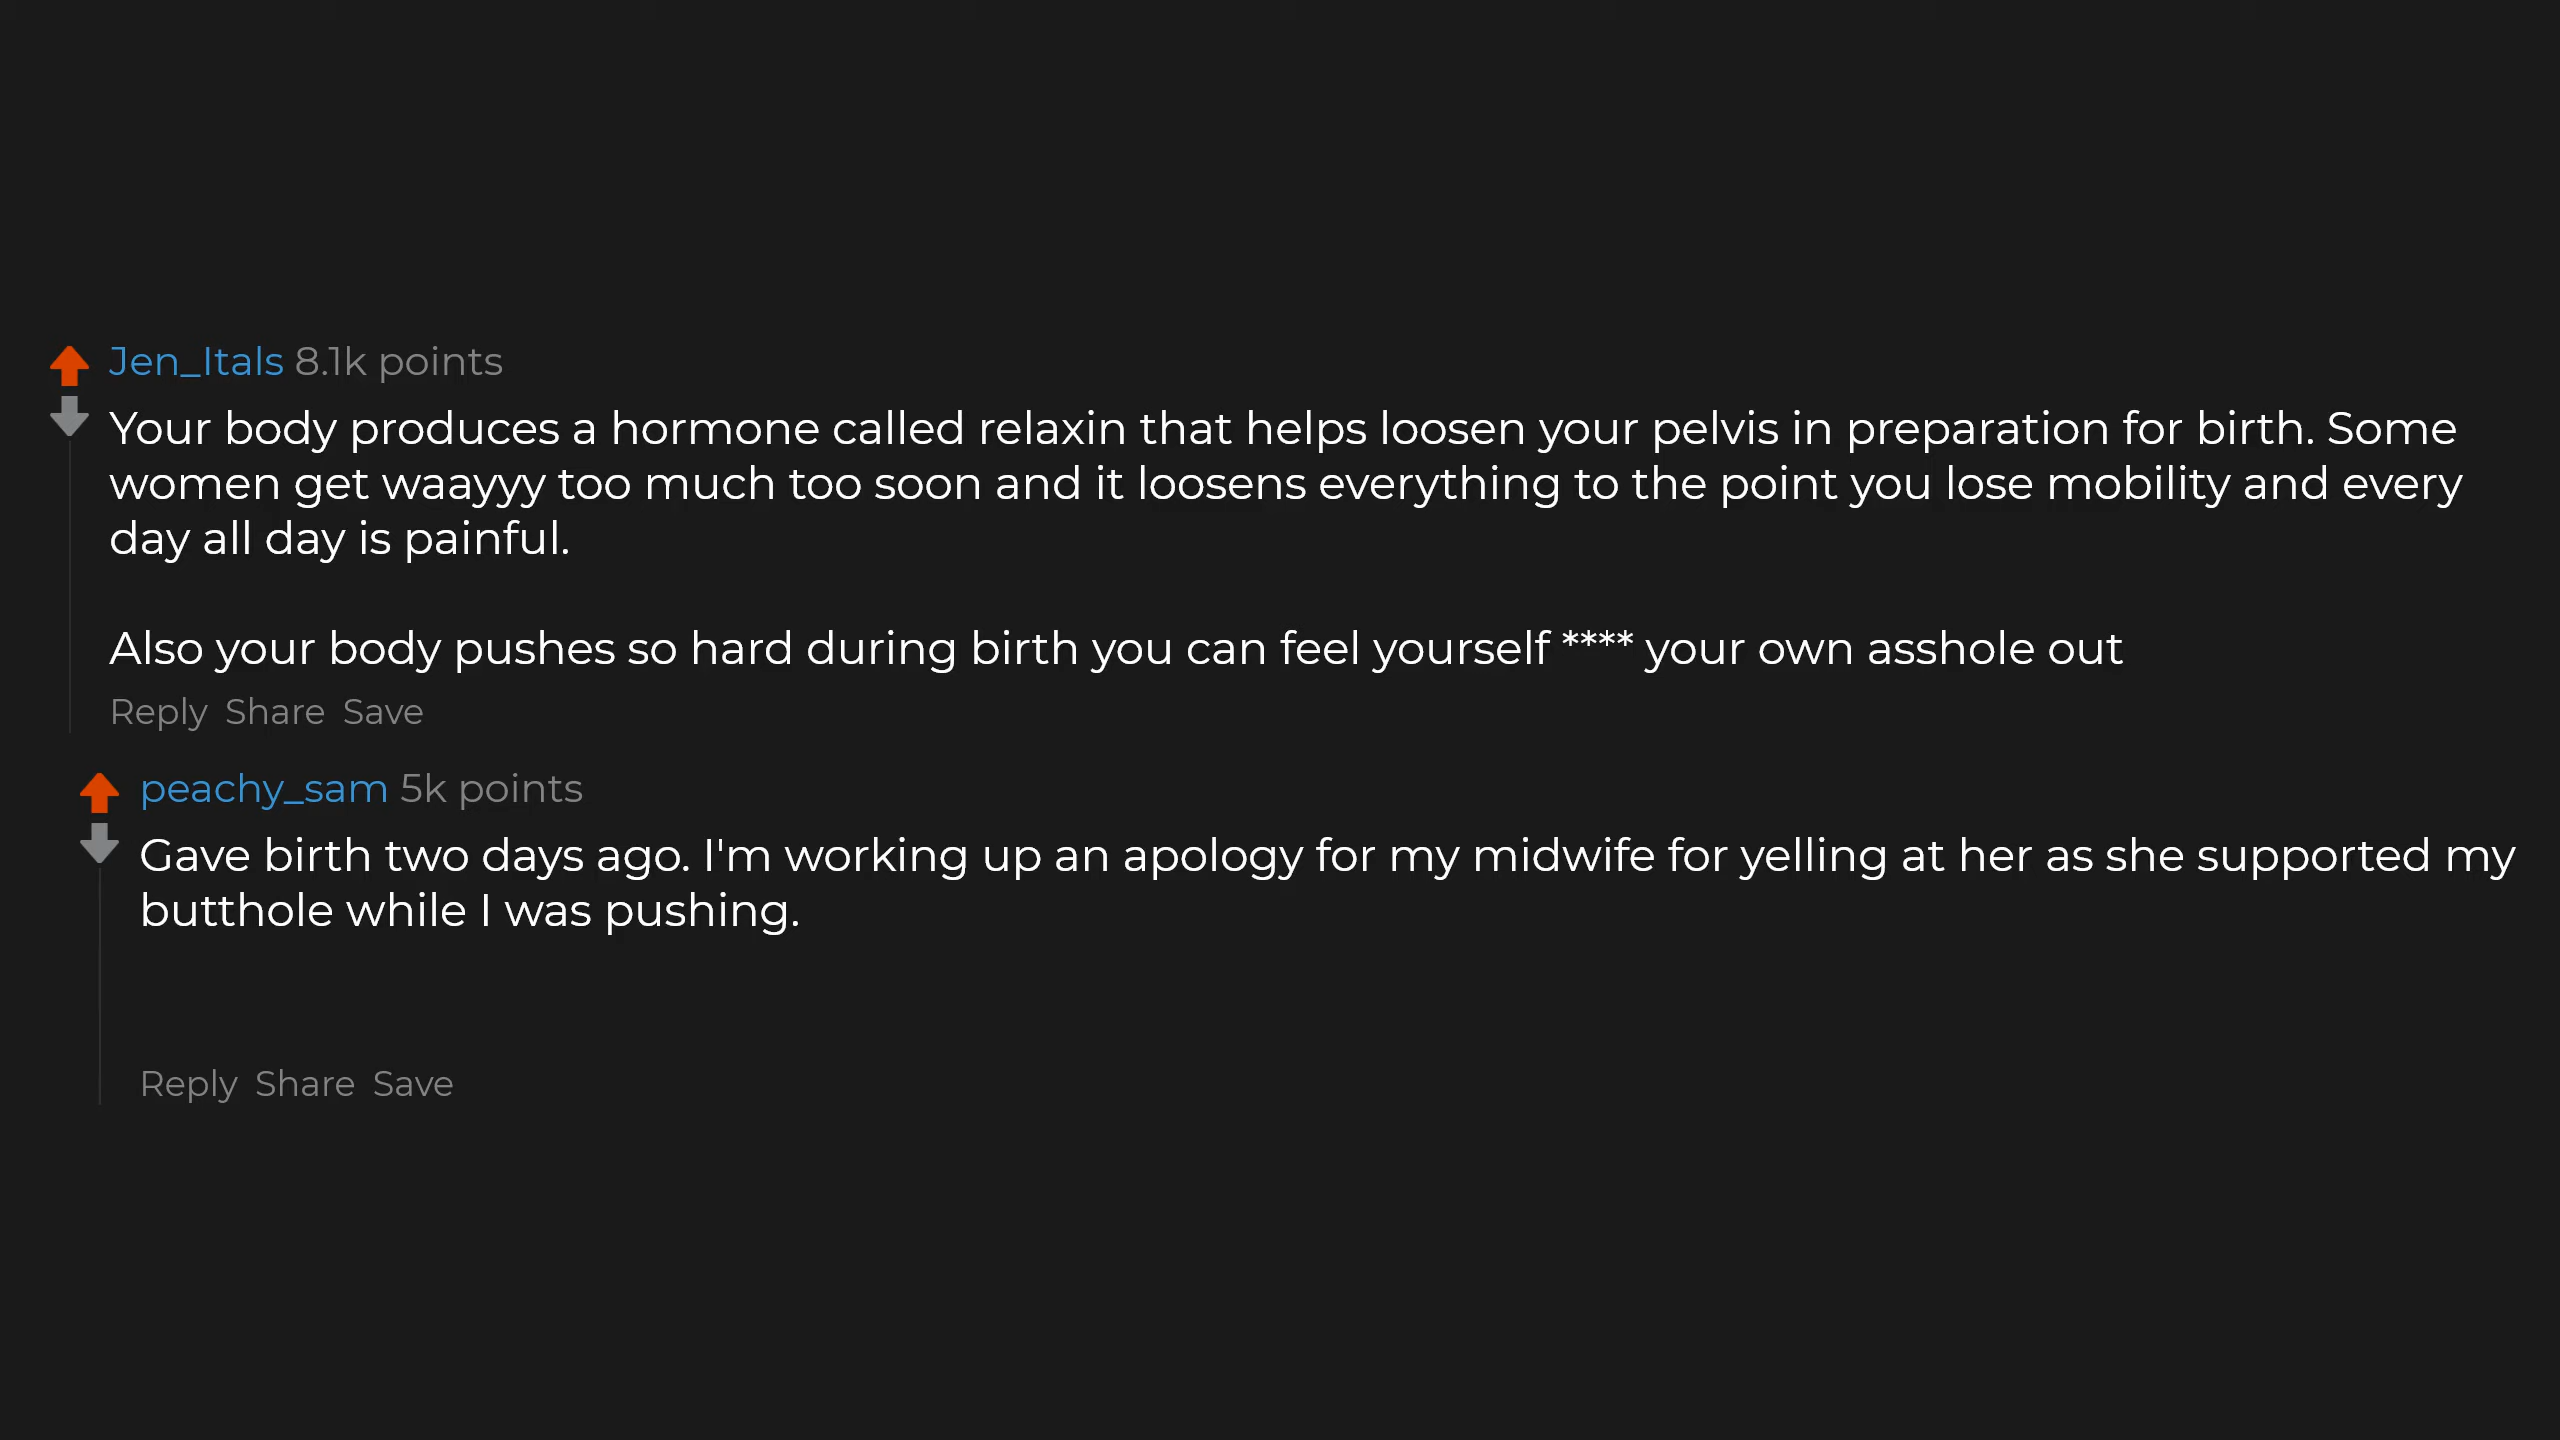 Jen_Itals 8.1k points
Your body produces a hormone called relaxin that helps loosen your pelvis in preparation for birth. Some
women get waayyy too much too soon and it loosens everything to the point you lose mobility and every
day all day is painful.
Also your body pushes so hard during birth you can feel yourself **** your own asshole out
Reply Share Save
peachy_sam 5k points
Gave birth two days ago. I'm working up an apology for my midwife for yelling at her as she supported my
butthole while I was pushing.
Reply Share Save